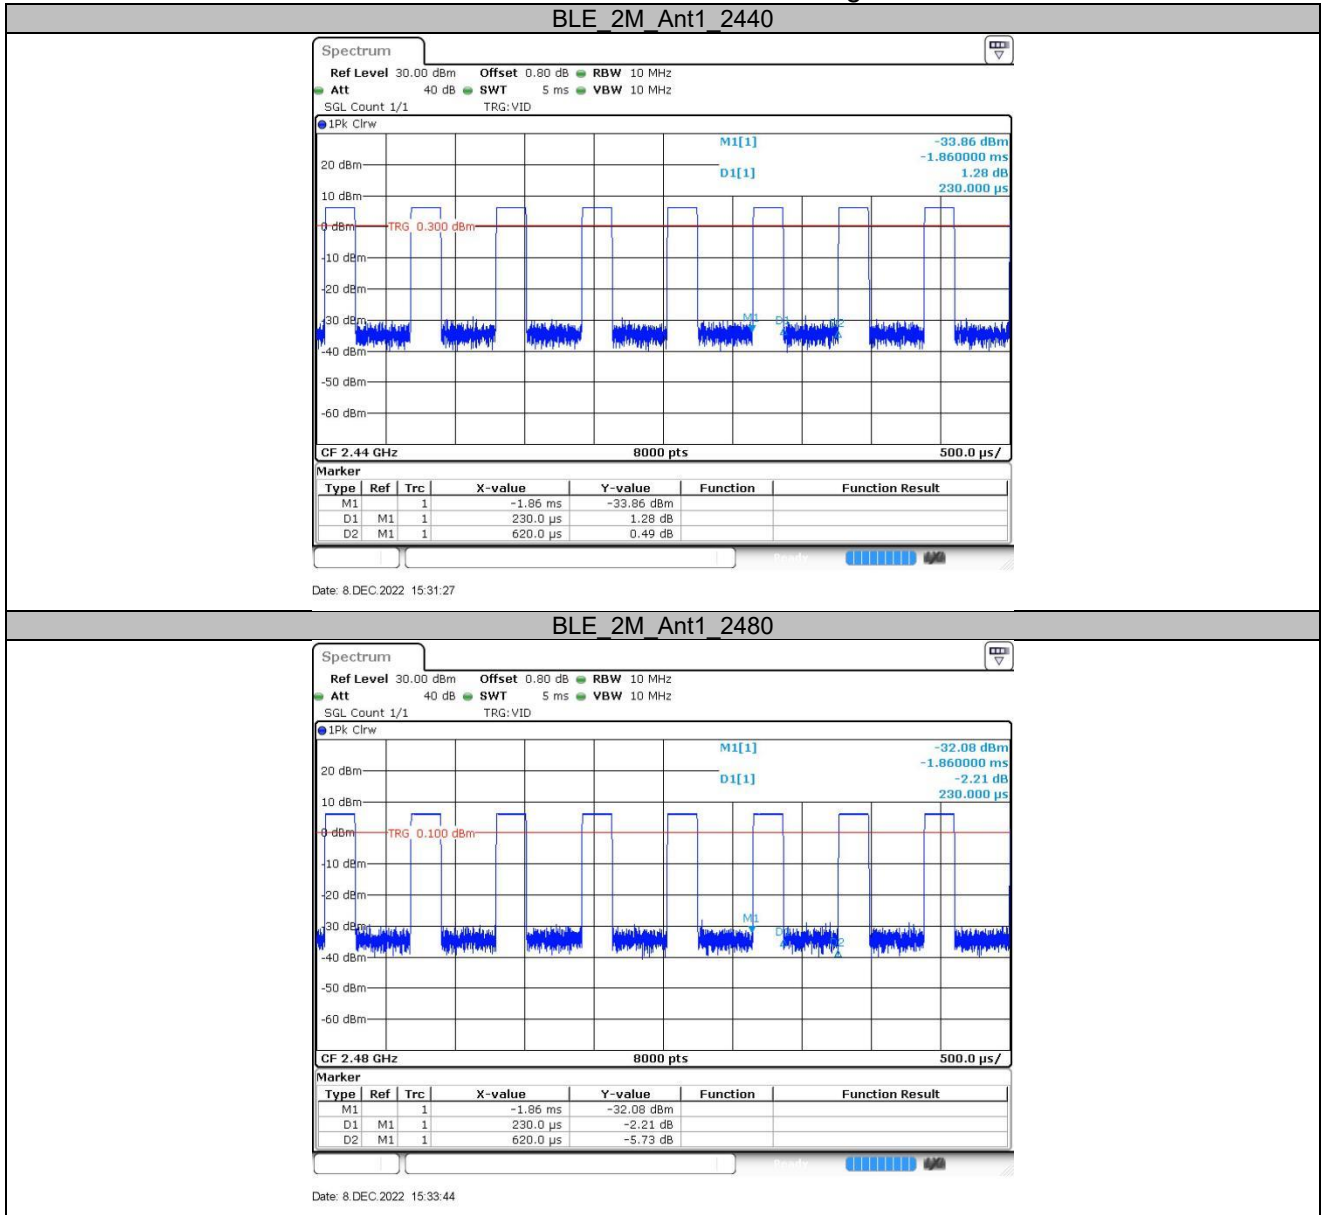 BLE_2M_Ant1_2440
Spectrum
Ref Level 30.00 dBm Offset 0.80 dB RBW 10 MHz
Att 40 dB SWT 5 ms VBW 10 MHz
SGL Count 1/1 TRG:VID
1Pk Clrw
M1[1] -33.86 dBm
-1.860000 ms
20 dBm
D1[1] 1.28 dB
230.000 µs
10 dBm
0 dBm TRG 0.300 dBm
-10 dBm
-20 dBm
-30 dBm M1 D1 D2
-40 dBm
-50 dBm
-60 dBm
CF 2.44 GHz 8000 pts 500.0 µs/
Marker
Type Ref Trc X-value Y-value Function Function Result
M1 1 -1.86 ms -33.86 dBm
D1 M1 1 230.0 µs 1.28 dB
D2 M1 1 620.0 µs 0.49 dB
Ready
Date: 8.DEC.2022 15:31:27
BLE_2M_Ant1_2480
Spectrum
Ref Level 30.00 dBm Offset 0.80 dB RBW 10 MHz
Att 40 dB SWT 5 ms VBW 10 MHz
SGL Count 1/1 TRG:VID
1Pk Clrw
M1[1] -32.08 dBm
-1.860000 ms
20 dBm
D1[1] -2.21 dB
230.000 µs
10 dBm
0 dBm TRG 0.100 dBm
-10 dBm
-20 dBm
-30 dBm M1
D1 D2
-40 dBm
-50 dBm
-60 dBm
CF 2.48 GHz 8000 pts 500.0 µs/
Marker
Type Ref Trc X-value Y-value Function Function Result
M1 1 -1.86 ms -32.08 dBm
D1 M1 1 230.0 µs -2.21 dB
D2 M1 1 620.0 µs -5.73 dB
Ready
Date: 8.DEC.2022 15:33:44